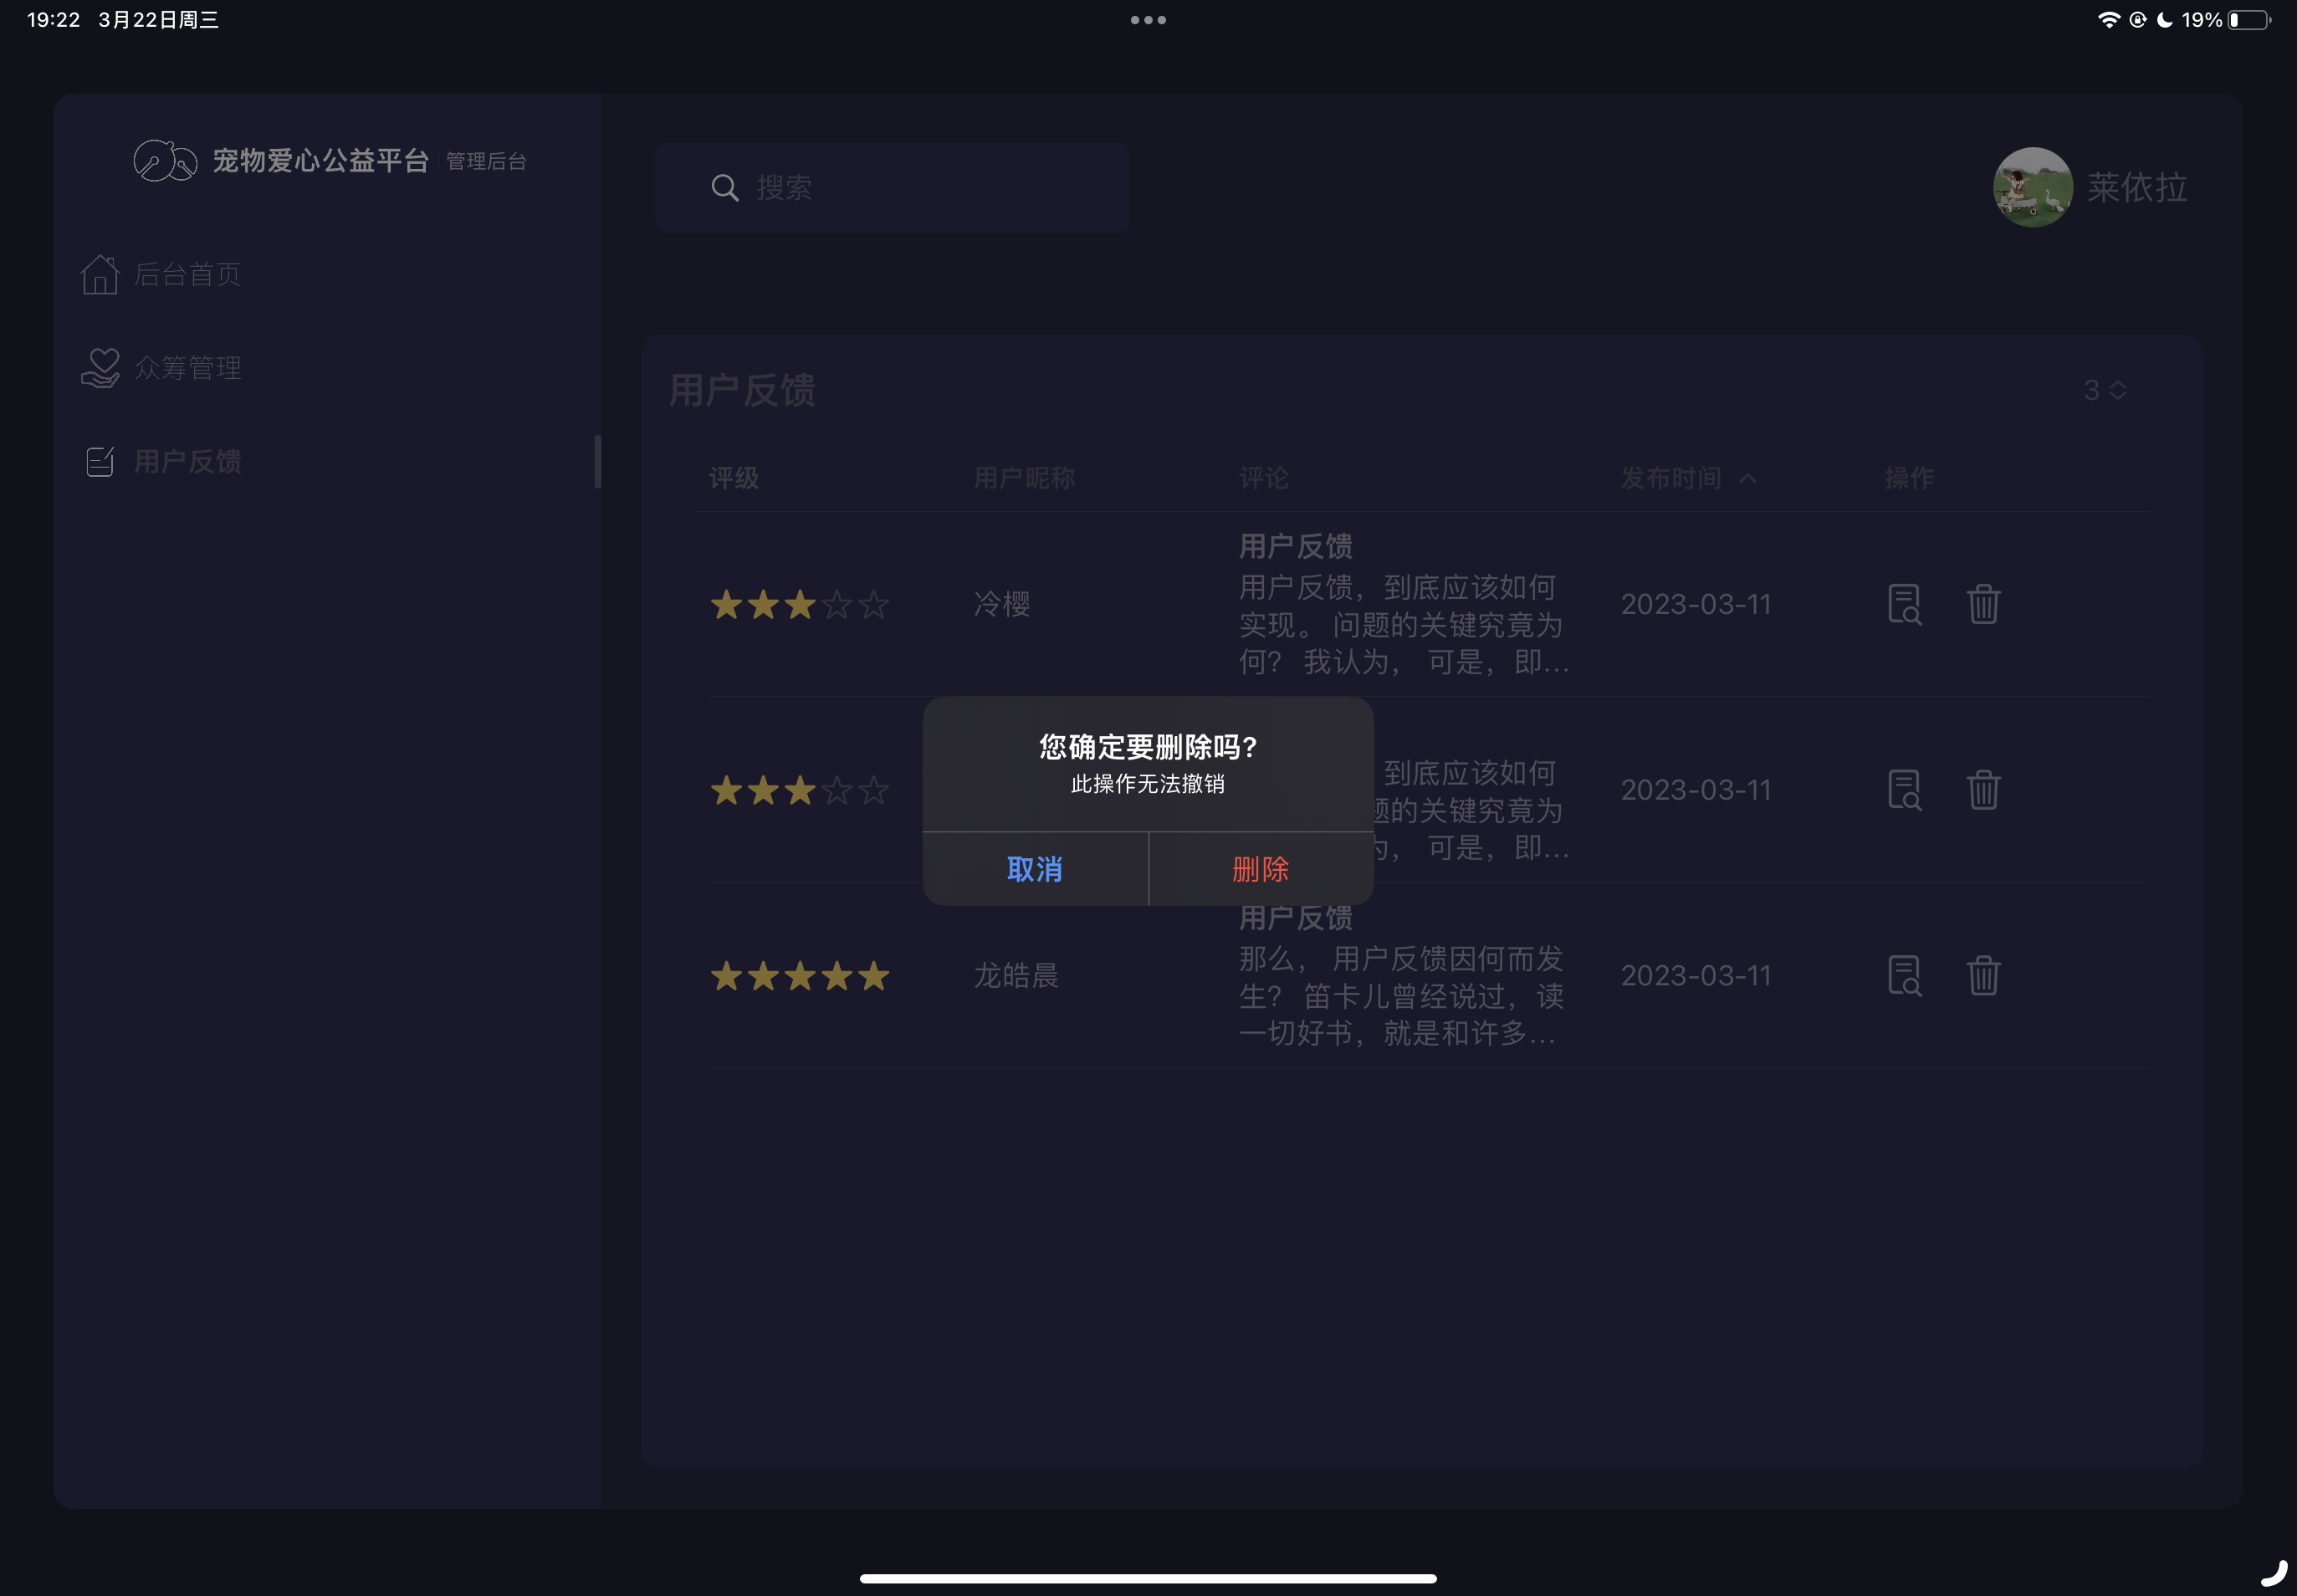 19:22 3月22日周三
19%
宠物爱心公益平台 管理后台
搜索
莱依拉
后台首页
众筹管理
用户反馈
用户反馈
3
评级 用户昵称 评论 发布时间 操作
用户反馈
用户反馈，到底应该如何
实现。 问题的关键究竟为
何？ 我认为， 可是，即...
冷樱
2023-03-11
您确定要删除吗?
此操作无法撤销
取消
删除
到底应该如何
题的关键究竟为
为， 可是，即...
2023-03-11
用户反馈
那么， 用户反馈因何而发
生？ 笛卡儿曾经说过，读
一切好书，就是和许多...
龙皓晨
2023-03-11